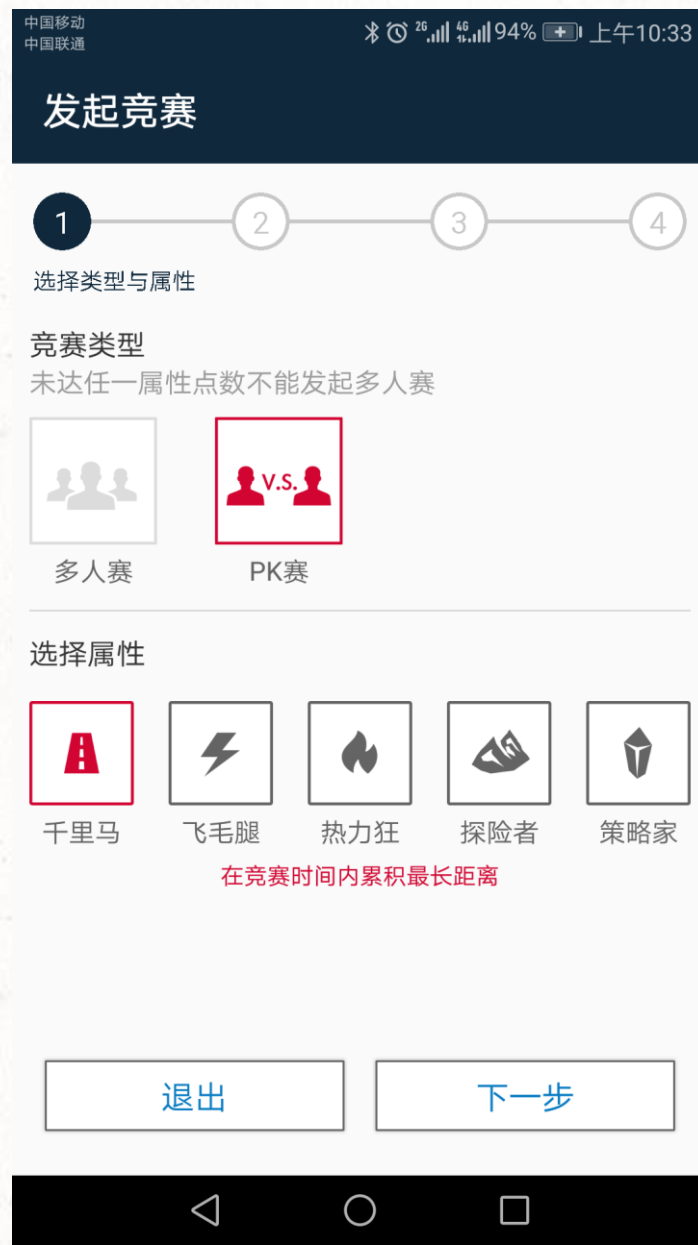 中国移动
中国联通
2G 4G 94% 上午10:33
发起竞赛
1 2 3 4
选择类型与属性
竞赛类型
未达任一属性点数不能发起多人赛
V.S.
多人赛 PK赛
选择属性
千里马 飞毛腿 热力狂 探险者 策略家
在竞赛时间内累积最长距离
退出 下一步